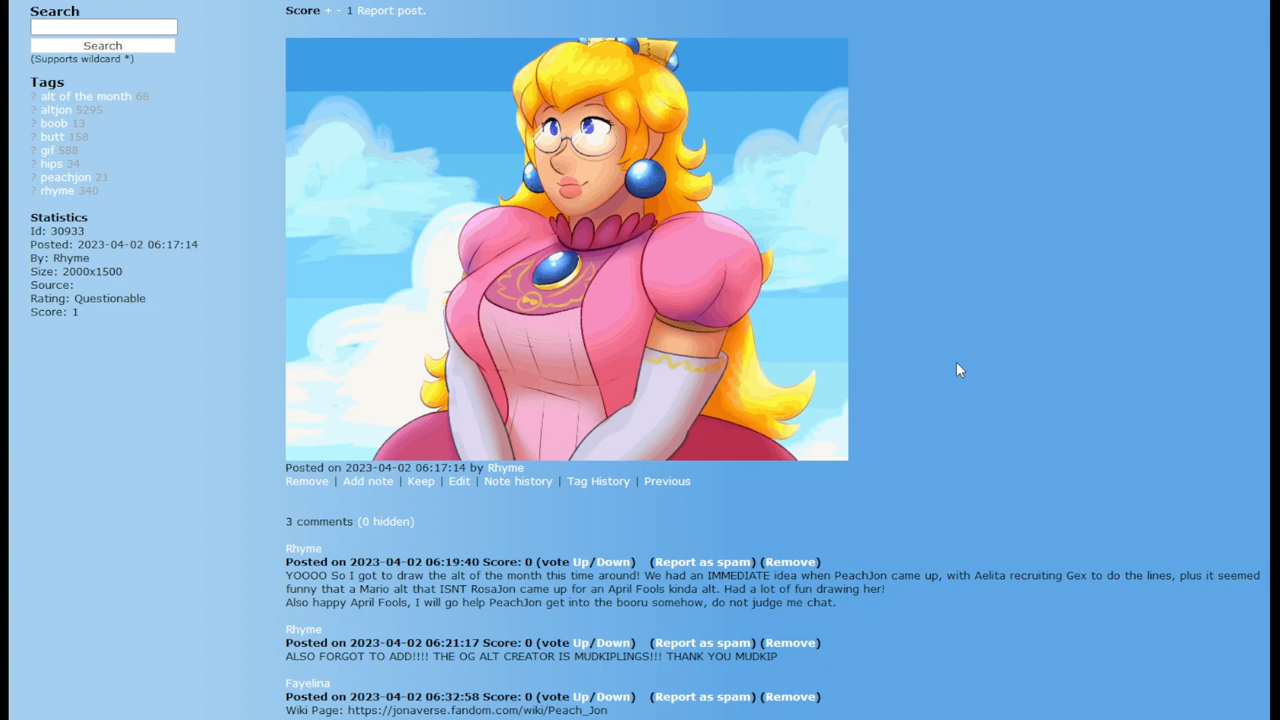 Search
Search
(Supports wildcard *)
Tags
? alt of the month 68
? altjon 5295
? boob 13
? butt 158
? gif 588
? hips 34
? peachjon 21
? rhyme 340
Statistics
Id: 30933
Posted: 2023-04-02 06:17:14
By: Rhyme
Size: 2000x1500
Source:
Rating: Questionable
Score: 1
Score + - 1 Report post.
Posted on 2023-04-02 06:17:14 by Rhyme
Remove | Add note | Keep | Edit | Note history | Tag History | Previous
3 comments (0 hidden)
Rhyme
Posted on 2023-04-02 06:19:40 Score: 0 (vote Up/Down) (Report as spam) (Remove)
YOOOO So I got to draw the alt of the month this time around! We had an IMMEDIATE idea when PeachJon came up, with Aelita recruiting Gex to do the lines, plus it seemed
funny that a Mario alt that ISNT RosaJon came up for an April Fools kinda alt. Had a lot of fun drawing her!
Also happy April Fools, I will go help PeachJon get into the booru somehow, do not judge me chat.
Rhyme
Posted on 2023-04-02 06:21:17 Score: 0 (vote Up/Down) (Report as spam) (Remove)
ALSO FORGOT TO ADD!!!! THE OG ALT CREATOR IS MUDKIPLINGS!!! THANK YOU MUDKIP
Fayelina
Posted on 2023-04-02 06:32:58 Score: 0 (vote Up/Down) (Report as spam) (Remove)
Wiki Page: https://jonaverse.fandom.com/wiki/Peach_Jon